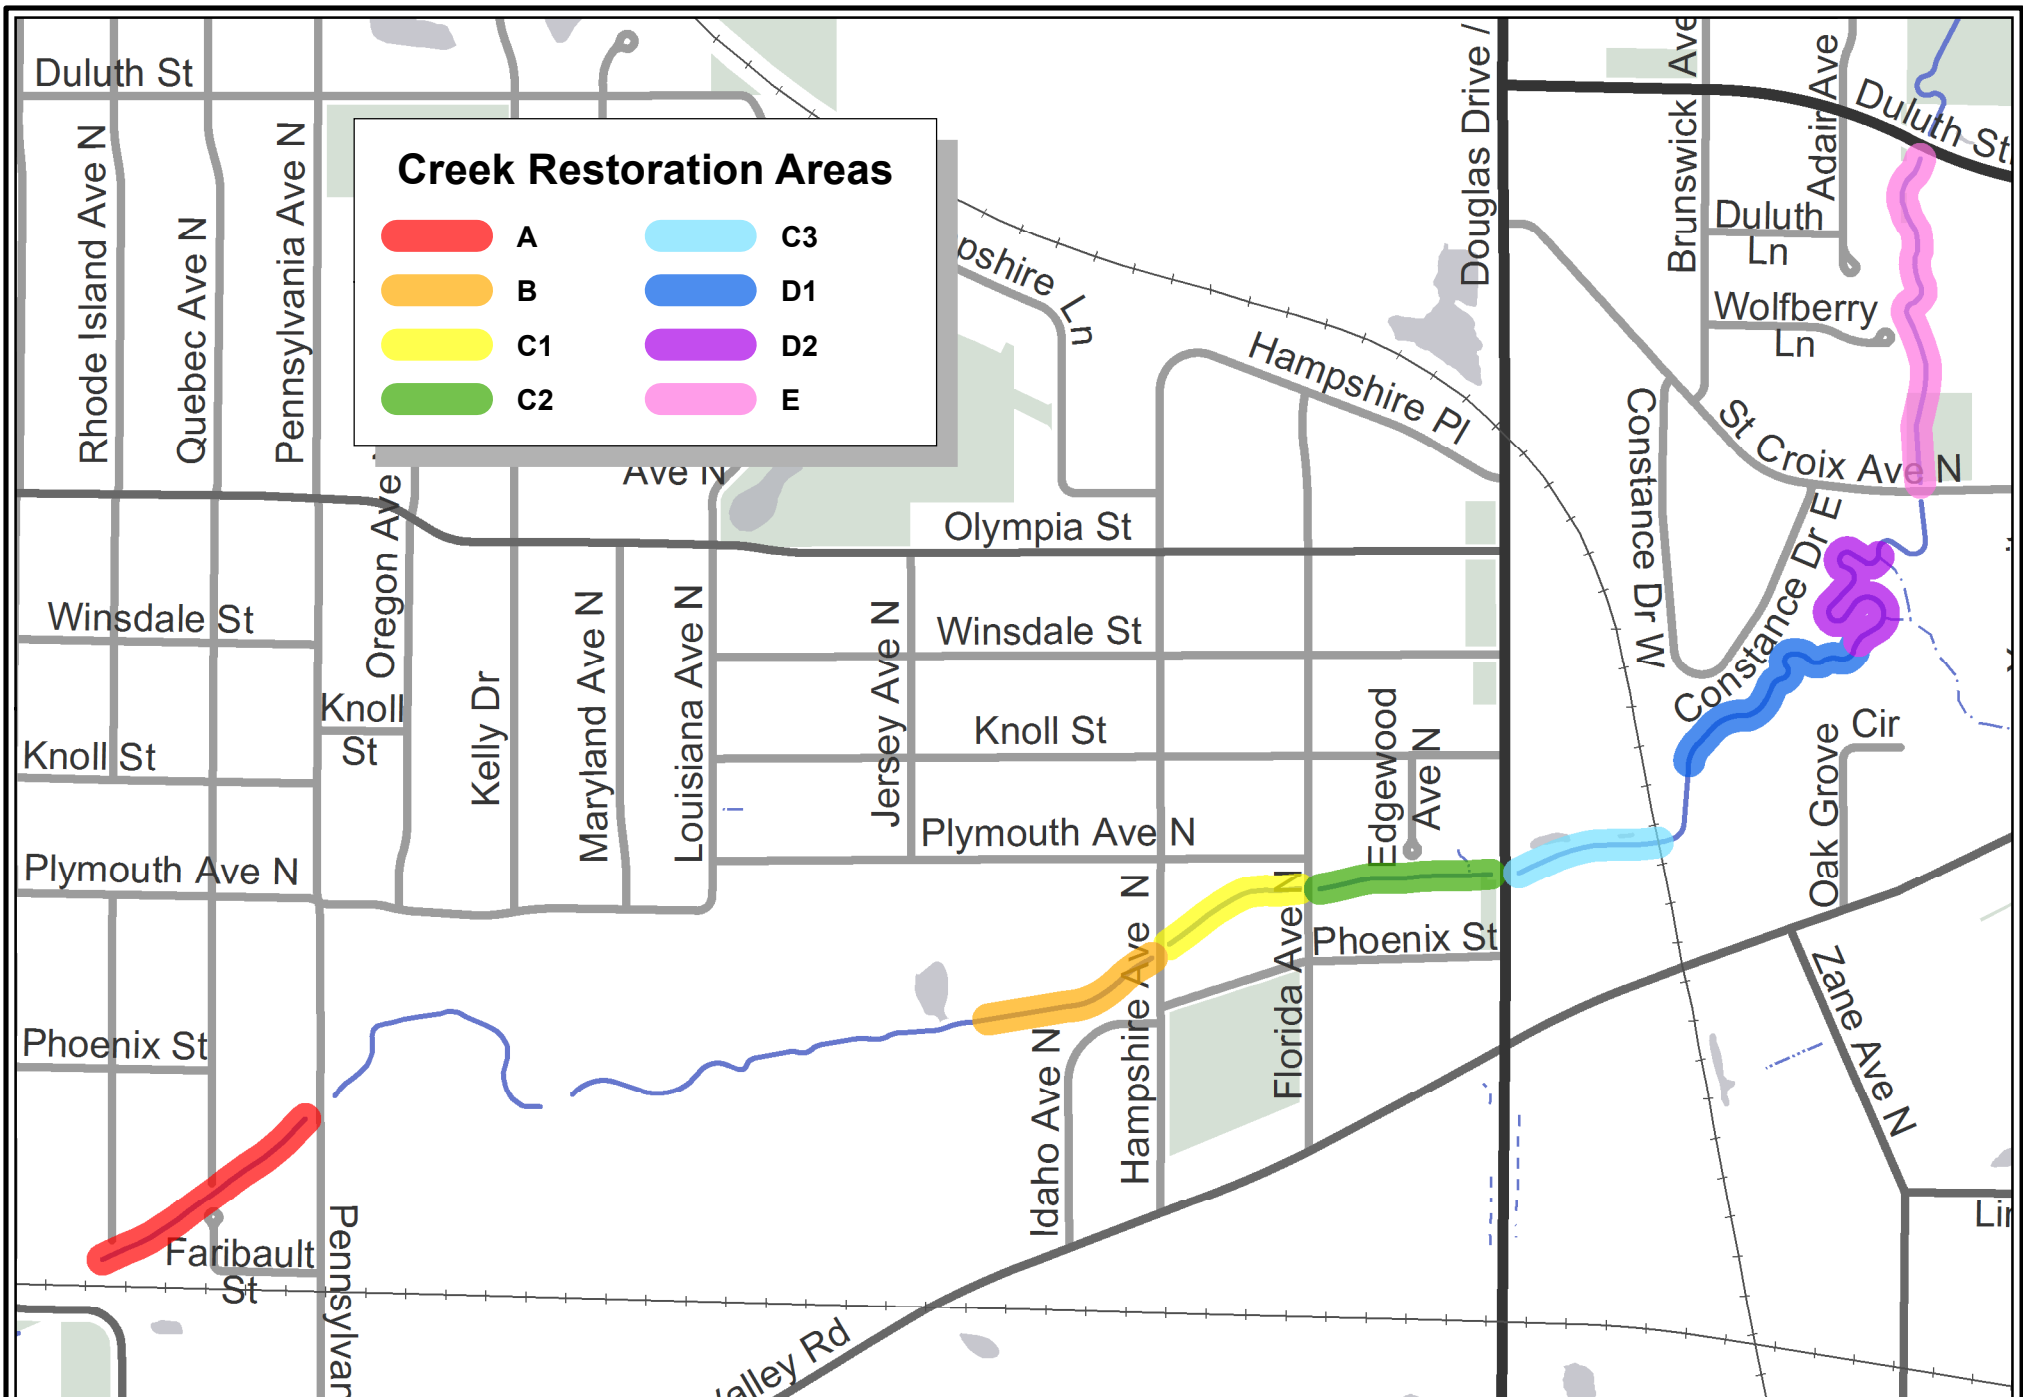 Duluth St
Rhode Island Ave N
Quebec Ave N
Pennsylvania Ave N
Creek Restoration Areas
A
B
C1
C2
C3
D1
D2
E
Douglas Drive /
Brunswick Ave
Adair Ave
Duluth St
Duluth
Ln
Wolfberry
Ln
pshire Ln
Hampshire Pl
St Croix Ave N
Constance Dr W
Constance Dr E
Ave N
Oregon Ave
Olympia St
Winsdale St
Winsdale St
Knoll
St
Knoll St
Knoll St
Kelly Dr
Maryland Ave N
Louisiana Ave N
Jersey Ave N
Edgewood
Ave N
Plymouth Ave N
Plymouth Ave N
Oak Grove
Cir
Phoenix St
Phoenix St
Hampshire Ave N
Florida Ave N
Idaho Ave N
Zane Ave N
Faribault
St
Pennsylvan
Valley Rd
Lin